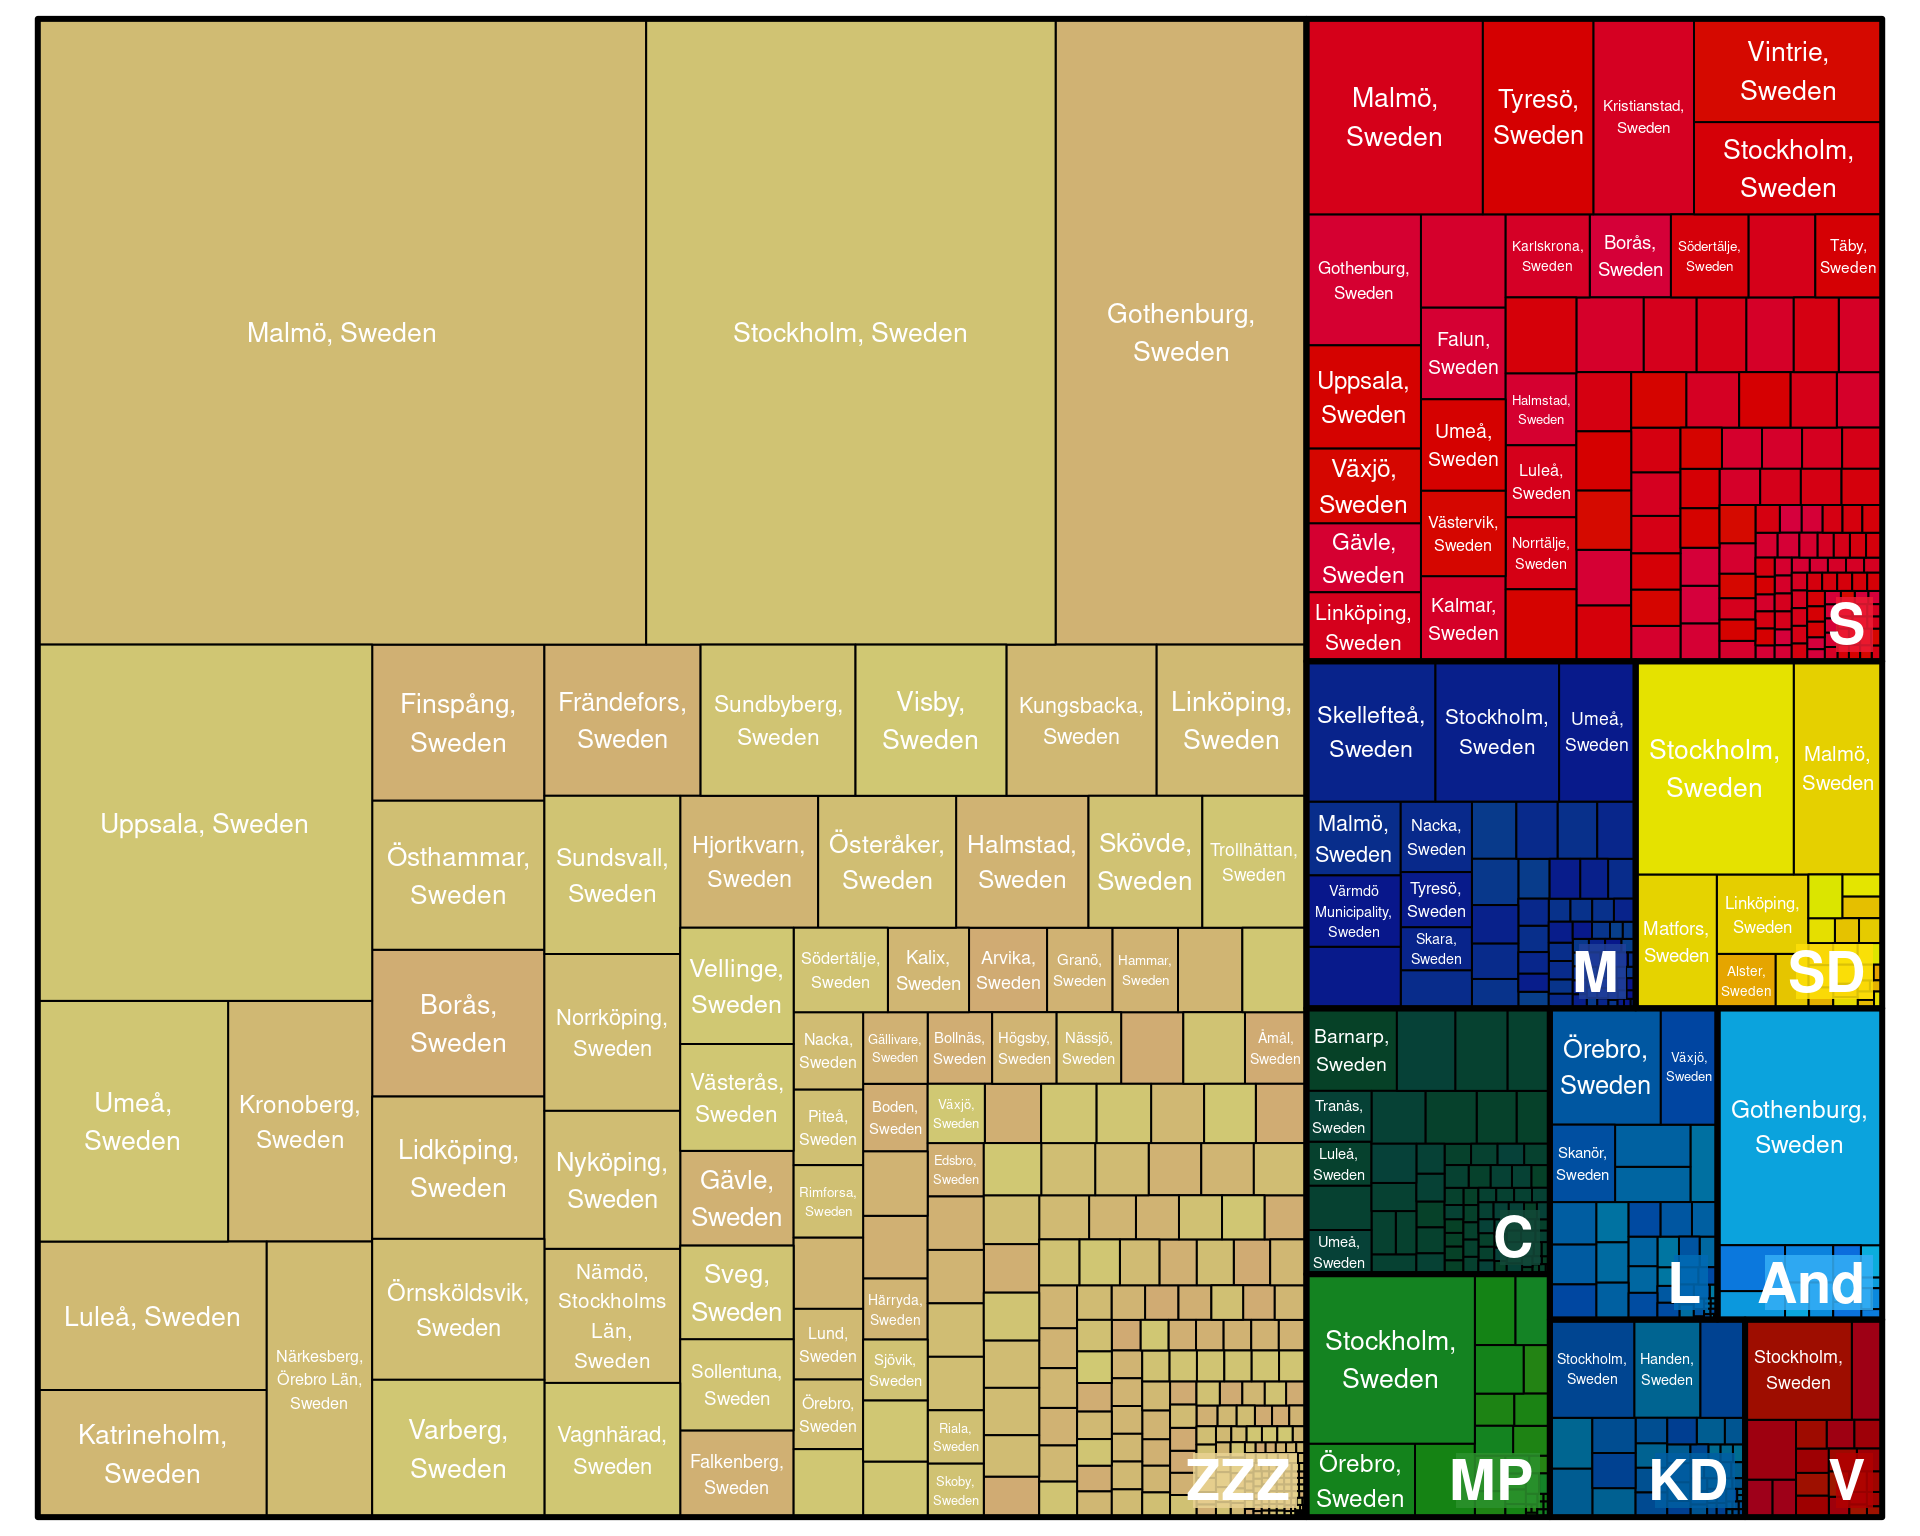 Malmö, Sweden
Stockholm, Sweden
Gothenburg,
Sweden
Uppsala, Sweden
Finspång,
Sweden
Frändefors,
Sweden
Sundbyberg,
Sweden
Visby,
Sweden
Kungsbacka,
Sweden
Linköping,
Sweden
Östhammar,
Sweden
Sundsvall,
Sweden
Hjortkvarn,
Sweden
Österåker,
Sweden
Halmstad,
Sweden
Skövde,
Sweden
Trollhättan,
Sweden
Umeå,
Sweden
Kronoberg,
Sweden
Borås,
Sweden
Norrköping,
Sweden
Vellinge,
Sweden
Södertälje,
Sweden
Kalix,
Sweden
Arvika,
Sweden
Granö,
Sweden
Hammar,
Sweden
Västerås,
Sweden
Nacka,
Sweden
Gällivare,
Sweden
Bollnäs,
Sweden
Högsby,
Sweden
Nässjö,
Sweden
Åmål,
Sweden
Lidköping,
Sweden
Nyköping,
Sweden
Gävle,
Sweden
Piteå,
Sweden
Boden,
Sweden
Växjö,
Sweden
Rimforsa,
Sweden
Edsbro,
Sweden
Luleå, Sweden
Närkesberg,
Örebro Län,
Sweden
Katrineholm,
Sweden
Örnsköldsvik,
Sweden
Nämdö,
Stockholms
Län,
Sweden
Sveg,
Sweden
Härryda,
Sweden
Lund,
Sweden
Sjövik,
Sweden
Varberg,
Sweden
Vagnhärad,
Sweden
Sollentuna,
Sweden
Falkenberg,
Sweden
Örebro,
Sweden
Riala,
Sweden
Skoby,
Sweden
ZZZ
Malmö,
Sweden
Tyresö,
Sweden
Kristianstad,
Sweden
Vintrie,
Sweden
Stockholm,
Sweden
Gothenburg,
Sweden
Karlskrona,
Sweden
Borås,
Sweden
Södertälje,
Sweden
Täby,
Sweden
Uppsala,
Sweden
Falun,
Sweden
Växjö,
Sweden
Umeå,
Sweden
Halmstad,
Sweden
Luleå,
Sweden
Gävle,
Sweden
Västervik,
Sweden
Norrtälje,
Sweden
Linköping,
Sweden
Kalmar,
Sweden
S
Skellefteå,
Sweden
Stockholm,
Sweden
Umeå,
Sweden
Malmö,
Sweden
Nacka,
Sweden
Värmdö
Municipality,
Sweden
Tyresö,
Sweden
Skara,
Sweden
M
Stockholm,
Sweden
Malmö,
Sweden
Matfors,
Sweden
Linköping,
Sweden
Alster,
Sweden
SD
Barnarp,
Sweden
Tranås,
Sweden
Luleå,
Sweden
Umeå,
Sweden
C
Örebro,
Sweden
Växjö,
Sweden
Skanör,
Sweden
L
Gothenburg,
Sweden
And
Stockholm,
Sweden
Örebro,
Sweden
MP
Stockholm,
Sweden
Handen,
Sweden
KD
Stockholm,
Sweden
V